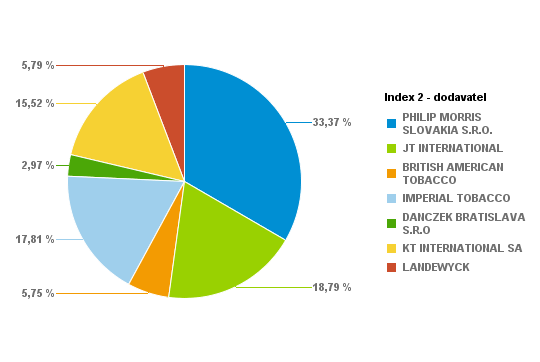 5,79 %
15,52 %
2,97 %
17,81 %
5,75 %
33,37 %
18,79 %
Index 2 - dodavatel
PHILIP MORRIS
SLOVAKIA S.R.O.
JT INTERNATIONAL
BRITISH AMERICAN
TOBACCO
IMPERIAL TOBACCO
DANCZEK BRATISLAVA
S.R.O
KT INTERNATIONAL SA
LANDEWYCK